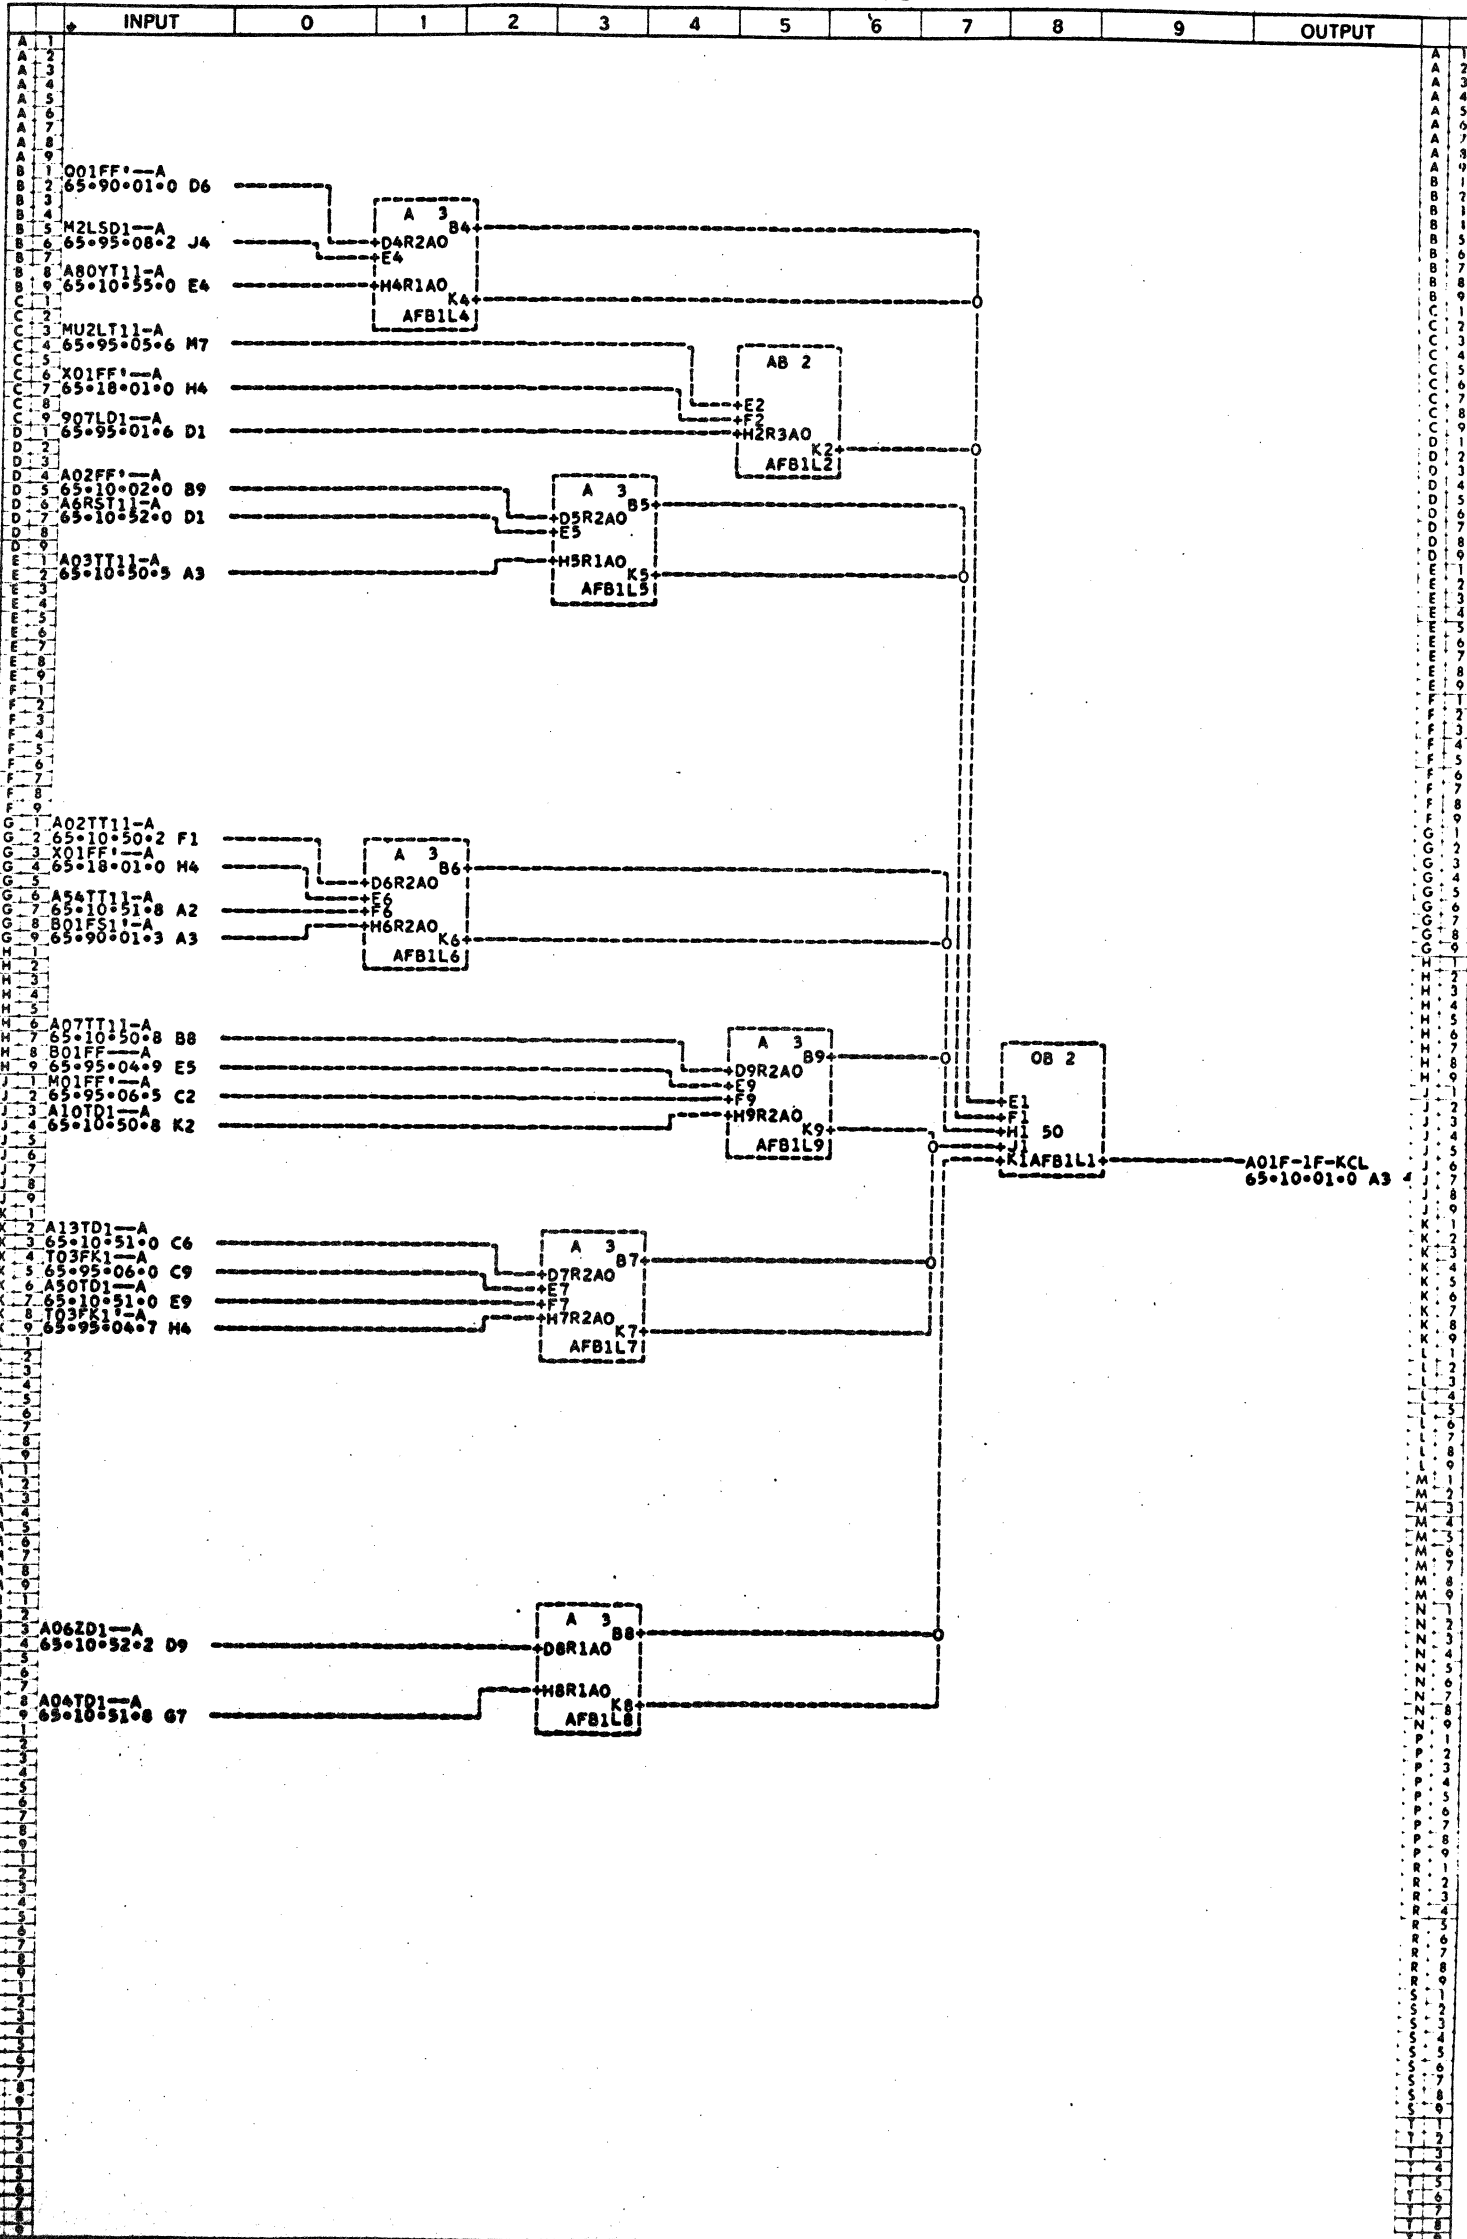 INPUT 0 1 2 3 4 5 6 7 8 9 OUTPUT
Q01FF'--A
65•90•01•0 D6
A 3
B4
M2LSD1--A
65•95•08•2 J4
D4R2AO
E4
A80YT11-A
65•10•55•0 E4
H4R1AO
K4
AFB1L4
MU2LT11-A
65•95•05•6 M7
AB 2
X01FF'--A
65•18•01•0 H4
E2
F2
907LD1--A
65•95•01•6 D1
H2R3AO
K2
AFB1L2
A02FF'--A
65•10•02•0 B9
A 3
B5
A6RST11-A
65•10•52•0 D1
D5R2AO
E5
A03TT11-A
65•10•50•5 A3
H5R1AO
K5
AFB1L5
A02TT11-A
65•10•50•2 F1
X01FF'--A
65•18•01•0 H4
A 3
B6
D6R2AO
E6
A54TT11-A
65•10•51•8 A2
F6
B01FS1'-A
65•90•01•3 A3
H6R2AO
K6
AFB1L6
A07TT11-A
65•10•50•8 B8
B01FF---A
65•95•04•9 E5
A 3
B9
D9R2AO
E9
M01FF'--A
65•95•06•5 C2
F9
A10TD1--A
65•10•50•8 K2
H9R2AO
K9
AFB1L9
OB 2
E1
F1
H1 50
J1
K1AFB1L1
A01F-1F-KCL
65•10•01•0 A3
A13TD1--A
65•10•51•0 C6
T03FK1--A
65•95•06•0 C9
A 3
B7
D7R2AO
E7
A50TD1--A
65•10•51•0 E9
F7
T03FK1'-A
65•95•04•7 H4
H7R2AO
K7
AFB1L7
A06ZD1--A
65•10•52•2 D9
A 3
B8
D8R1AO
A04TD1--A
65•10•51•8 G7
H8R1AO
K8
AFB1L8